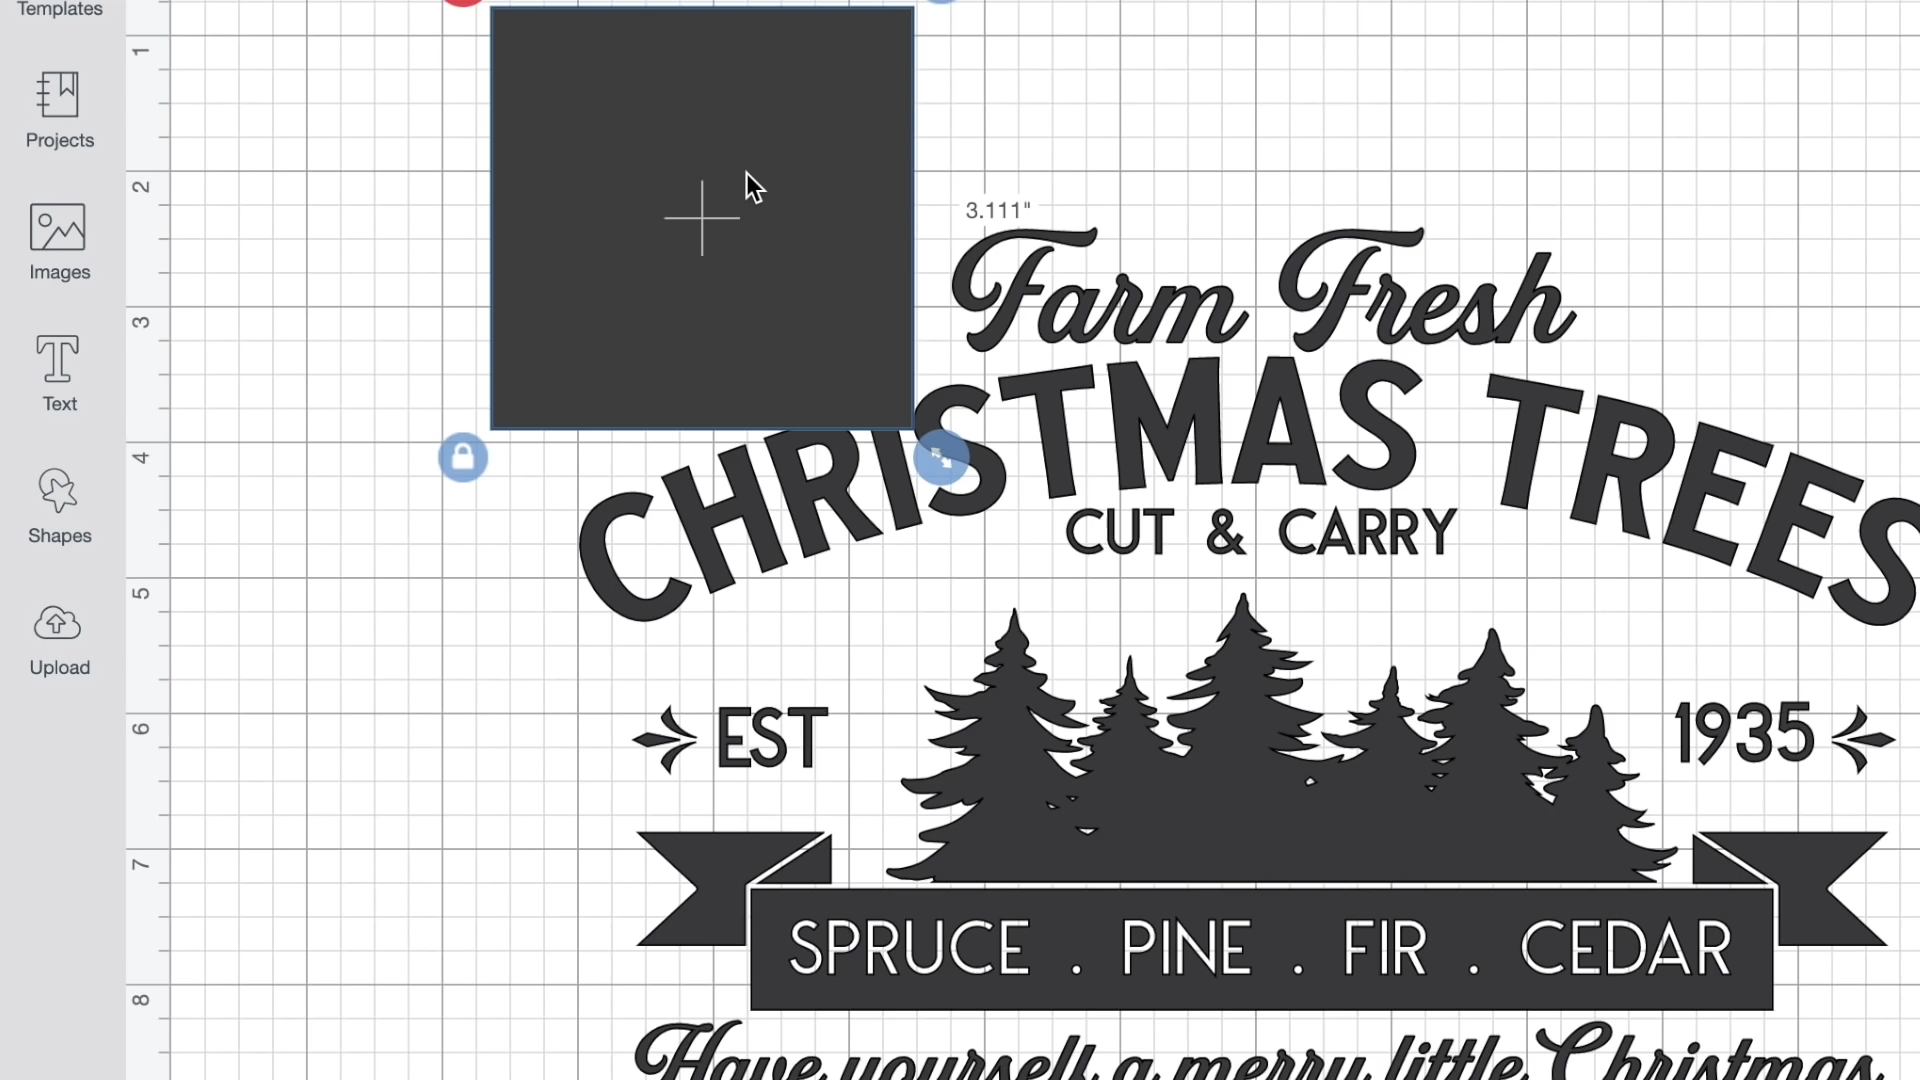 Templates
Projects
Images
Text
Shapes
Upload
1
2
3
4
5
6
7
8
3.111"
Farm Fresh
CHRISTMAS TREES
CUT & CARRY
EST
1935
SPRUCE . PINE . FIR . CEDAR
Have yourself a merry little Christmas